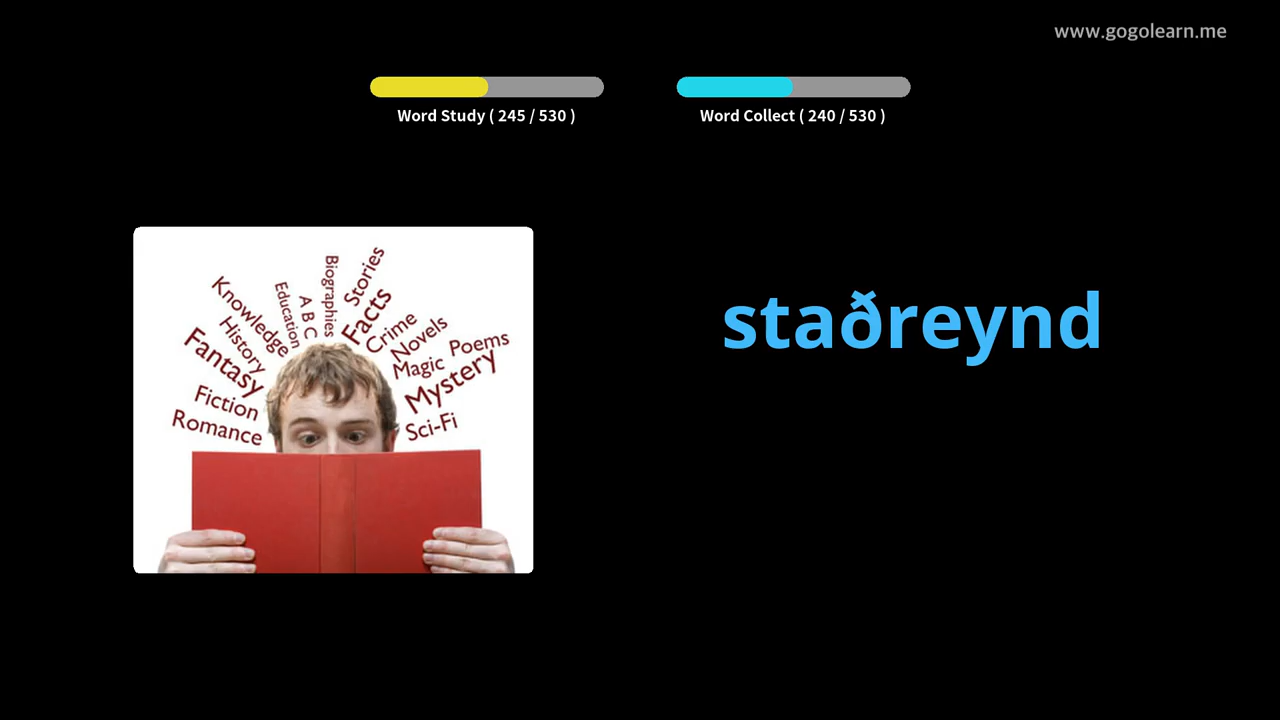 www.gogolearn.me
Word Study ( 245 / 530 )
Word Collect ( 240 / 530 )
Stories
Biographies
Facts
A B C
Education
Knowledge
Crime
Novels
History
Poems
Fantasy
Magic
Mystery
Fiction
Romance
Sci-Fi
staðreynd